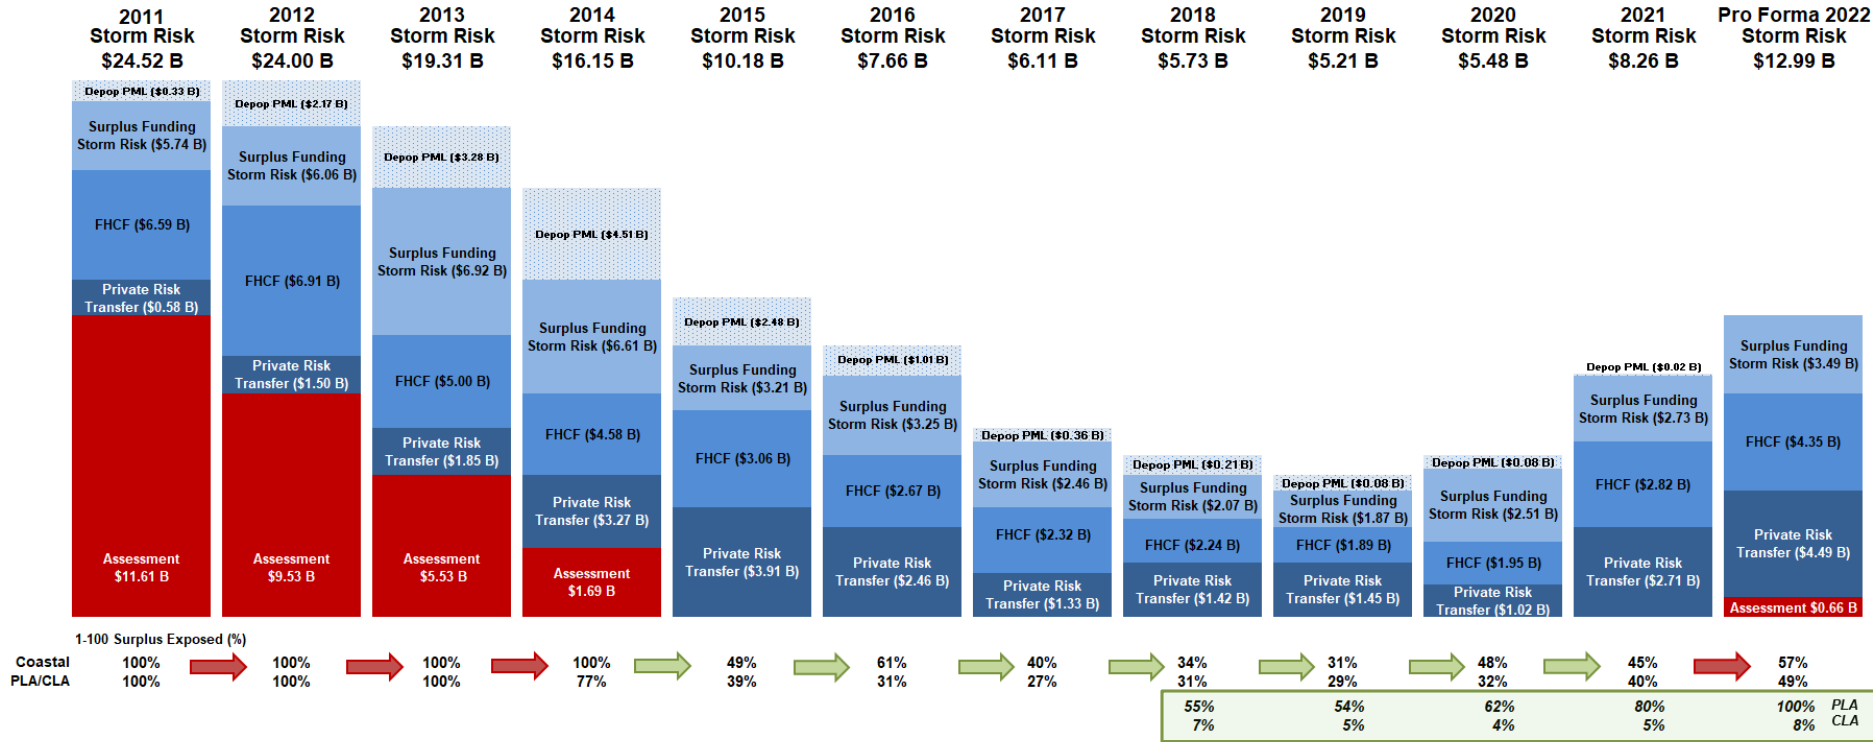 2011
Storm Risk
$24.52 B
2012
Storm Risk
$24.00 B
2013
Storm Risk
$19.31 B
2014
Storm Risk
$16.15 B
2015
Storm Risk
$10.18 B
2016
Storm Risk
$7.66 B
2017
Storm Risk
$6.11 B
2018
Storm Risk
$5.73 B
2019
Storm Risk
$5.21 B
2020
Storm Risk
$5.48 B
2021
Storm Risk
$8.26 B
Pro Forma 2022
Storm Risk
$12.99 B
Depop PML ($0.33 B)
Surplus Funding
Storm Risk ($5.74 B)
FHCF ($6.59 B)
Private Risk
Transfer ($0.58 B)
Assessment
$11.61 B
Depop PML ($2.17 B)
Surplus Funding
Storm Risk ($6.06 B)
FHCF ($6.91 B)
Private Risk
Transfer ($1.50 B)
Assessment
$9.53 B
Depop PML ($3.28 B)
Surplus Funding
Storm Risk ($6.92 B)
FHCF ($5.00 B)
Private Risk
Transfer ($1.85 B)
Assessment
$5.53 B
Depop PML ($4.51 B)
Surplus Funding
Storm Risk ($6.61 B)
FHCF ($4.58 B)
Private Risk
Transfer ($3.27 B)
Assessment
$1.69 B
Depop PML ($2.48 B)
Surplus Funding
Storm Risk ($3.21 B)
FHCF ($3.06 B)
Private Risk
Transfer ($3.91 B)
Depop PML ($1.01 B)
Surplus Funding
Storm Risk ($3.25 B)
FHCF ($2.67 B)
Private Risk
Transfer ($2.46 B)
Depop PML ($0.36 B)
Surplus Funding
Storm Risk ($2.46 B)
FHCF ($2.32 B)
Private Risk
Transfer ($1.33 B)
Depop PML ($0.21 B)
Surplus Funding
Storm Risk ($2.07 B)
FHCF ($2.24 B)
Private Risk
Transfer ($1.42 B)
Depop PML ($0.08 B)
Surplus Funding
Storm Risk ($1.87 B)
FHCF ($1.89 B)
Private Risk
Transfer ($1.45 B)
Depop PML ($0.08 B)
Surplus Funding
Storm Risk ($2.51 B)
FHCF ($1.95 B)
Private Risk
Transfer ($1.02 B)
Depop PML ($0.02 B)
Surplus Funding
Storm Risk ($2.73 B)
FHCF ($2.82 B)
Private Risk
Transfer ($2.71 B)
Surplus Funding
Storm Risk ($3.49 B)
FHCF ($4.35 B)
Private Risk
Transfer ($4.49 B)
Assessment $0.66 B
1-100 Surplus Exposed (%)
Coastal 100% 100% 100% 100% 49% 61% 40% 34% 31% 48% 45% 57%
PLA/CLA 100% 100% 100% 77% 39% 31% 27% 31% 29% 32% 40% 49%
55% 54% 62% 80% 100% PLA
7% 5% 4% 5% 8% CLA